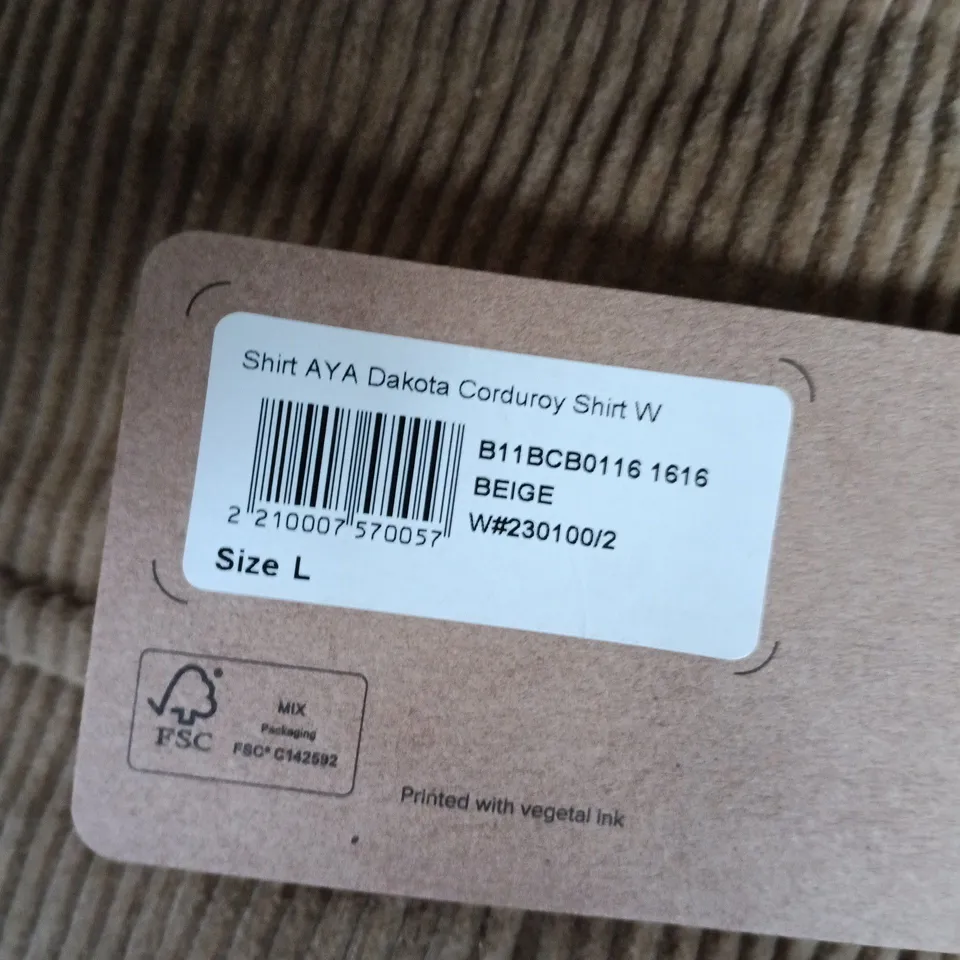 Shirt AYA Dakota Corduroy Shirt W
B11BCB0116 1616
BEIGE
W#230100/2
2 210007 570057
Size L
FSC
MIX
Packaging
FSC® C142592
Printed with vegetal ink